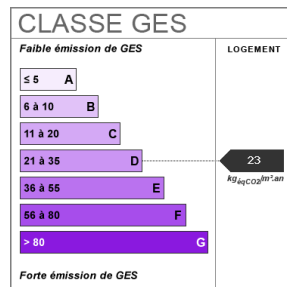 CLASSE GES
Faible émission de GES
LOGEMENT
≤ 5 A
6 à 10 B
11 à 20 C
21 à 35 D
23
kgéqCO2/m².an
36 à 55 E
56 à 80 F
> 80 G
Forte émission de GES